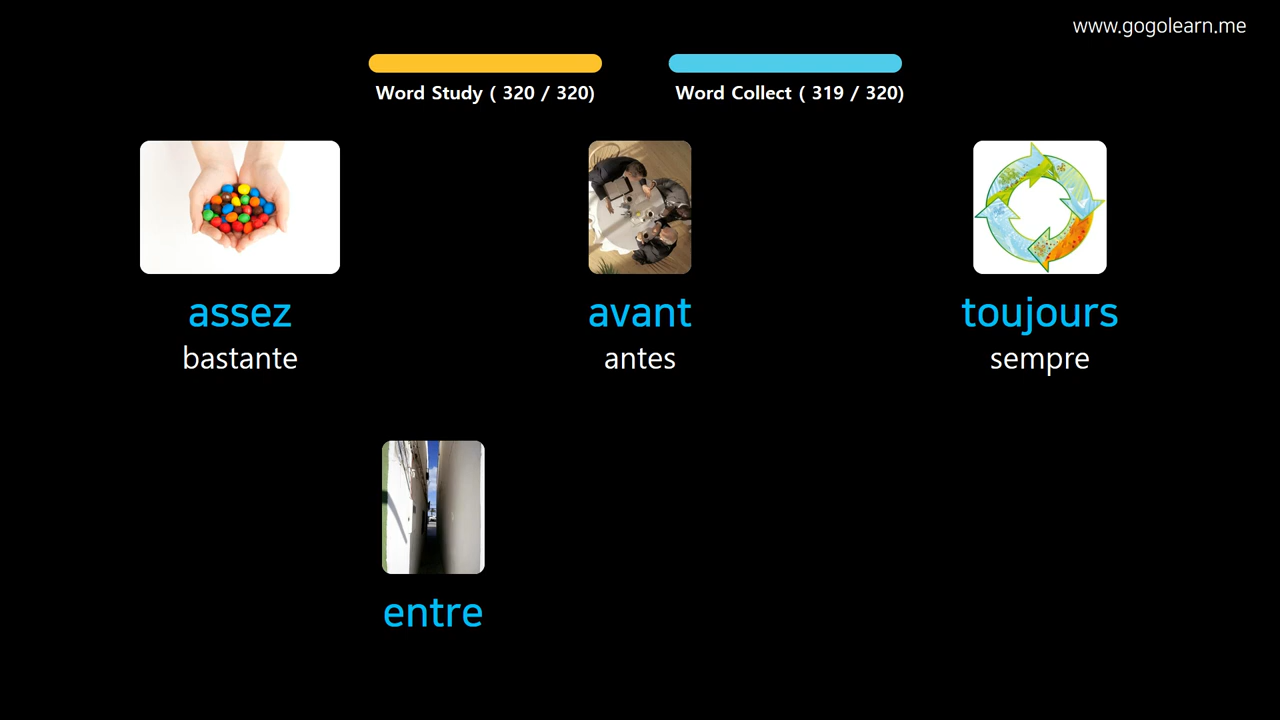 www.gogolearn.me
Word Study ( 320 / 320)
Word Collect ( 319 / 320)
assez
bastante
avant
antes
toujours
sempre
entre